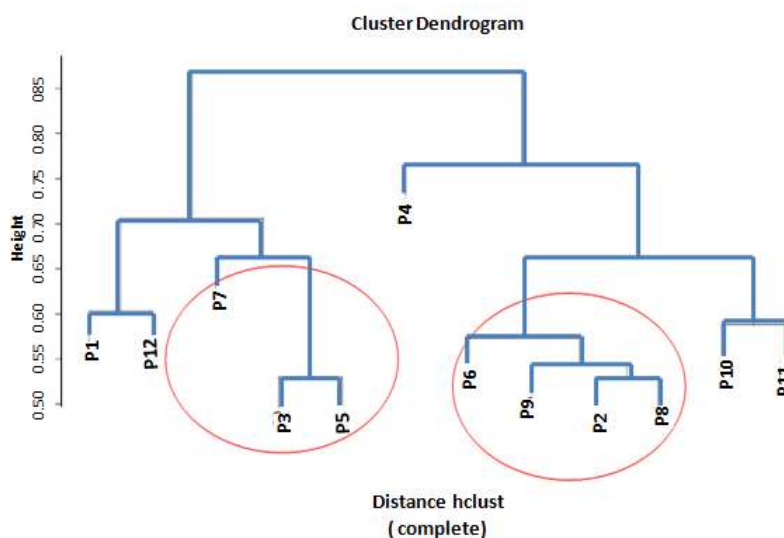 Cluster Dendrogram
Height
085
0.80
0.75
0.70
0.65
0.60
0.55
0.50
P4
P7
P1
P12
P6
P10
P11
P9
P3
P5
P2
P8
Distance hclust
( complete)